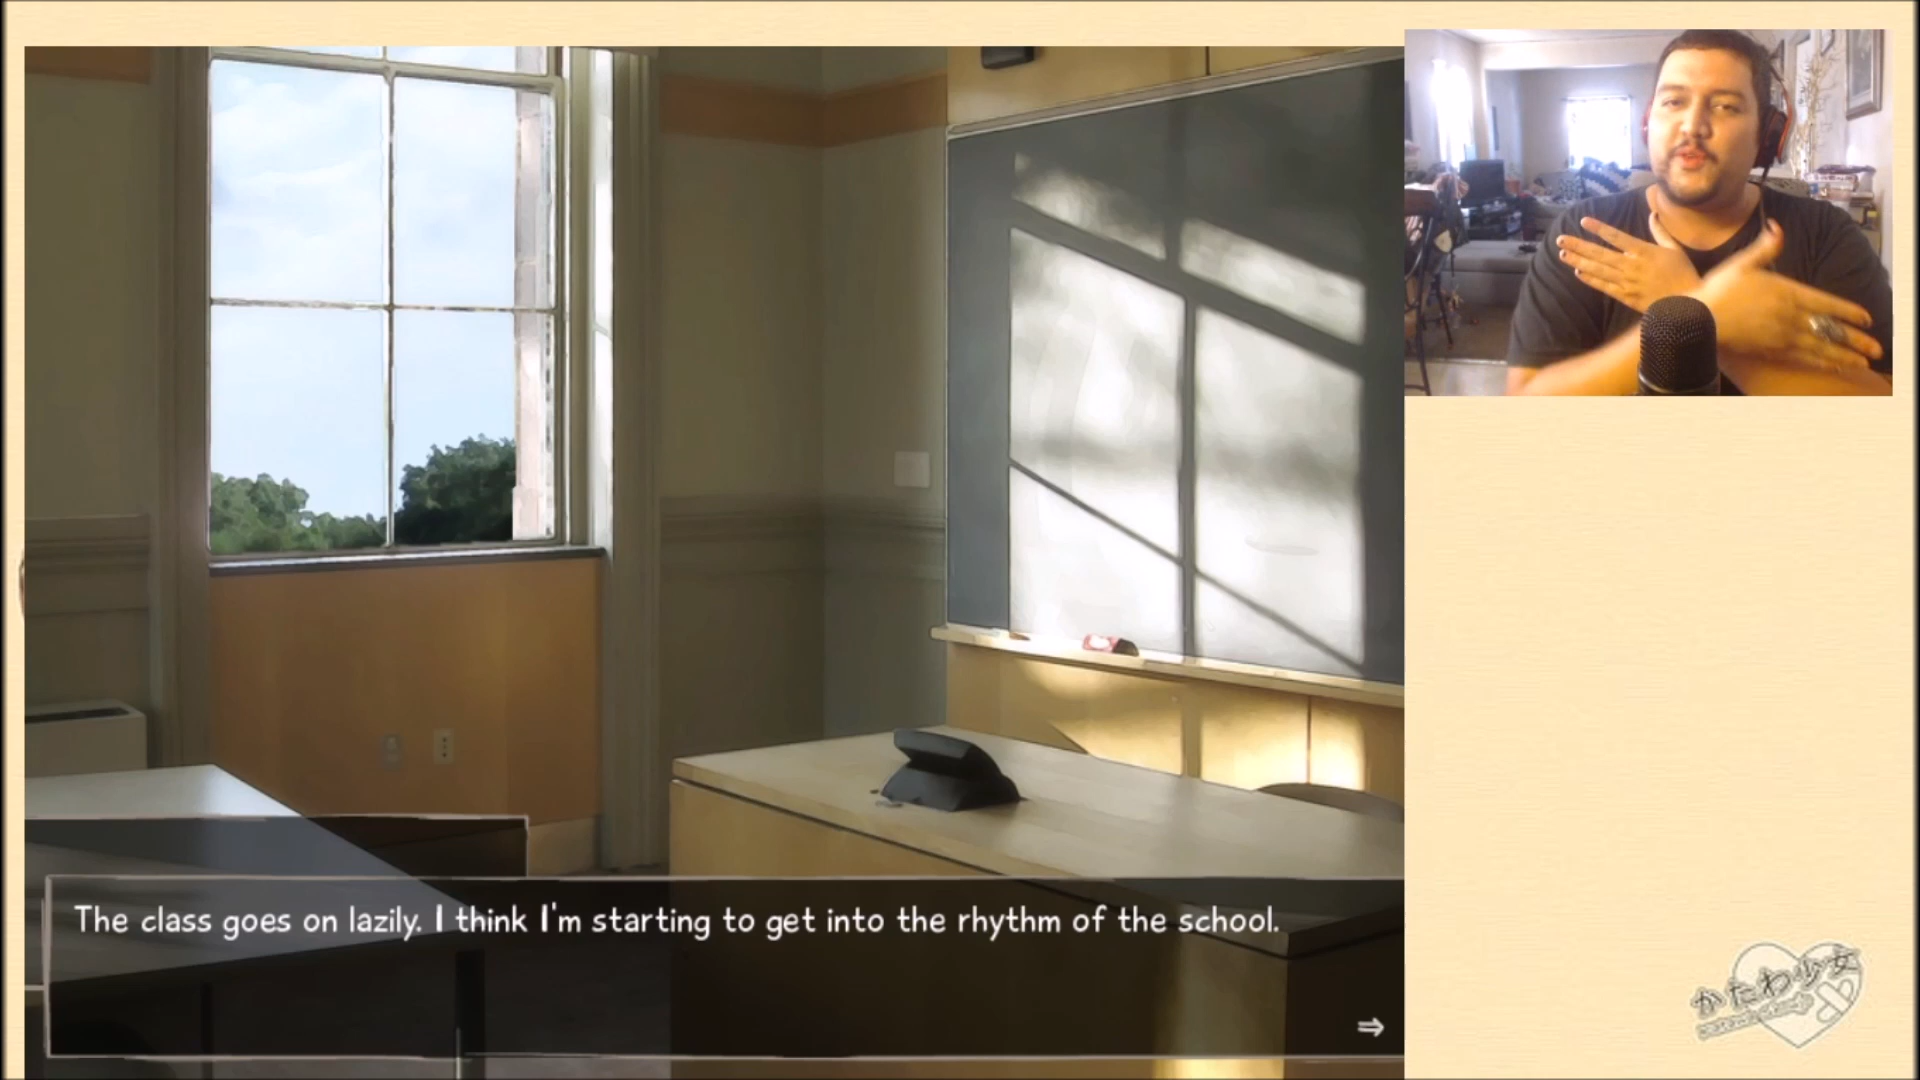 The class goes on lazily. I think I'm starting to get into the rhythm of the school.
かたわ少女